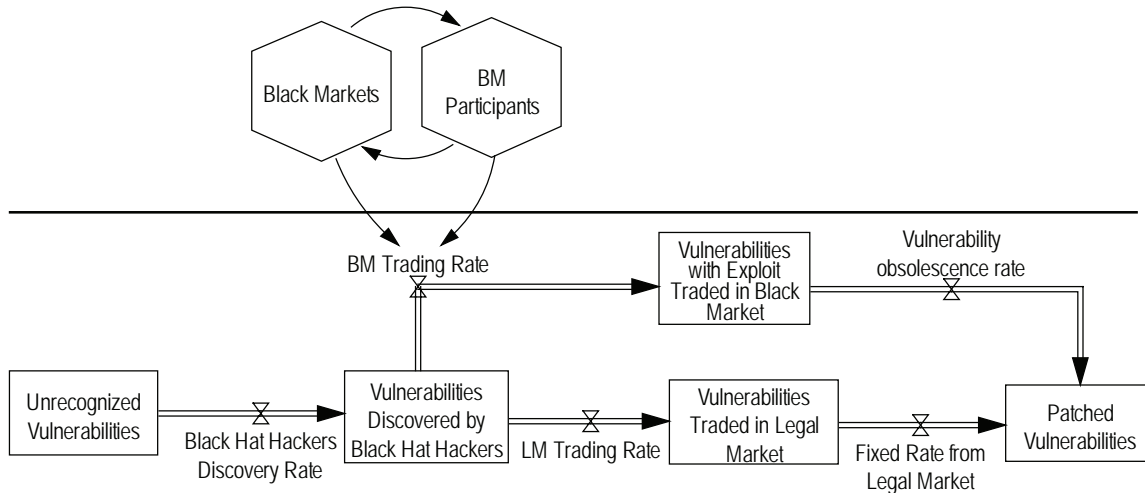 Black Markets
BM
Participants
BM Trading Rate
Vulnerabilities
with Exploit
Traded in Black
Market
Vulnerability
obsolescence rate
Unrecognized
Vulnerabilities
Black Hat Hackers
Discovery Rate
Vulnerabilities
Discovered by
Black Hat Hackers
LM Trading Rate
Vulnerabilities
Traded in Legal
Market
Fixed Rate from
Legal Market
Patched
Vulnerabilities